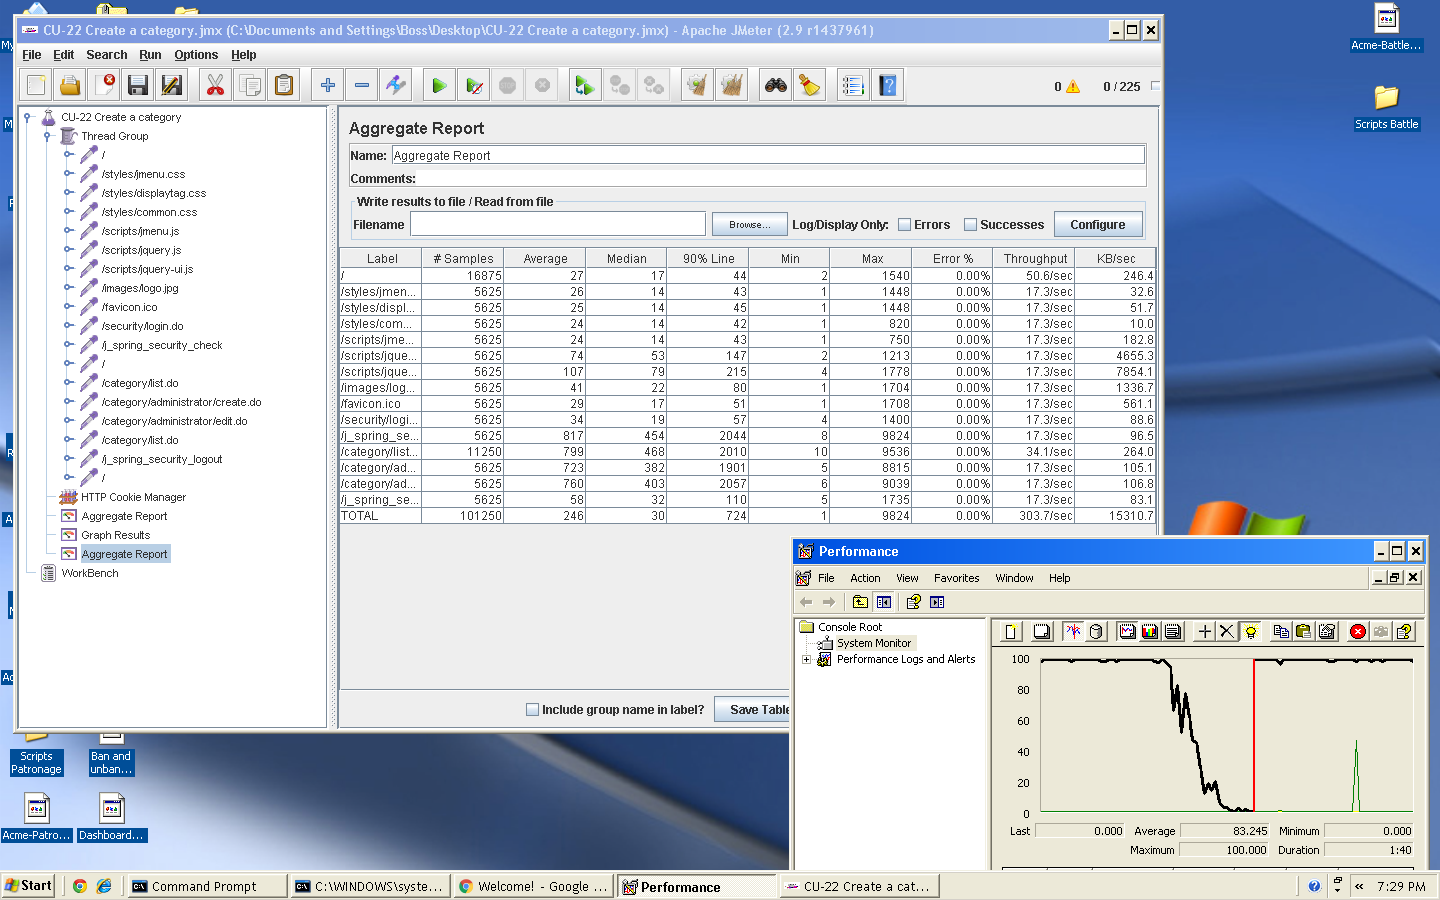 CU-22 Create a category.jmx (C:\Documents and Settings\Boss\Desktop\CU-22 Create a category.jmx) - Apache JMeter (2.9 r1437961)
File Edit Search Run Options Help
0 0 / 225
CU-22 Create a category
Thread Group
/
/styles/jmenu.css
/styles/displaytag.css
/styles/common.css
/scripts/jmenu.js
/scripts/jquery.js
/scripts/jquery-ui.js
/images/logo.jpg
/favicon.ico
/security/login.do
/j_spring_security_check
/
/category/list.do
/category/administrator/create.do
/category/administrator/edit.do
/category/list.do
/j_spring_security_logout
/
HTTP Cookie Manager
Aggregate Report
Graph Results
Aggregate Report
WorkBench
Aggregate Report
Name: Aggregate Report
Comments:
Write results to file / Read from file
Filename Browse... Log/Display Only: Errors Successes Configure
Label # Samples Average Median 90% Line Min Max Error % Throughput KB/sec
/ 16875 27 17 44 2 1540 0.00% 50.6/sec 246.4
/styles/jmen... 5625 26 14 43 1 1448 0.00% 17.3/sec 32.6
/styles/displ... 5625 25 14 45 1 1448 0.00% 17.3/sec 51.7
/styles/com... 5625 24 14 42 1 820 0.00% 17.3/sec 10.0
/scripts/jme... 5625 24 14 43 1 750 0.00% 17.3/sec 182.8
/scripts/jque... 5625 74 53 147 2 1213 0.00% 17.3/sec 4655.3
/scripts/jque... 5625 107 79 215 4 1778 0.00% 17.3/sec 7854.1
/images/log... 5625 41 22 80 1 1704 0.00% 17.3/sec 1336.7
/favicon.ico 5625 29 17 51 1 1708 0.00% 17.3/sec 561.1
/security/logi... 5625 34 19 57 4 1400 0.00% 17.3/sec 88.6
/j_spring_se... 5625 817 454 2044 8 9824 0.00% 17.3/sec 96.5
/category/list... 11250 799 468 2010 10 9536 0.00% 34.1/sec 264.0
/category/ad... 5625 723 382 1901 5 8815 0.00% 17.3/sec 105.1
/category/ad... 5625 760 403 2057 6 9039 0.00% 17.3/sec 106.8
/j_spring_se... 5625 58 32 110 5 1735 0.00% 17.3/sec 83.1
TOTAL 101250 246 30 724 1 9824 0.00% 303.7/sec 15310.7
Include group name in label? Save Table
Performance
File Action View Favorites Window Help
Console Root
System Monitor
Performance Logs and Alerts
100
80
60
40
20
0
Last 0.000 Average 83.245 Minimum 0.000
Maximum 100.000 Duration 1:40
Acme-Battle...
Scripts Battle
Scripts
Patronage
Ban and
unban...
Acme-Patro...
Dashboard...
Start Command Prompt C:\WINDOWS\syste... Welcome! - Google ... Performance CU-22 Create a cat... 7:29 PM